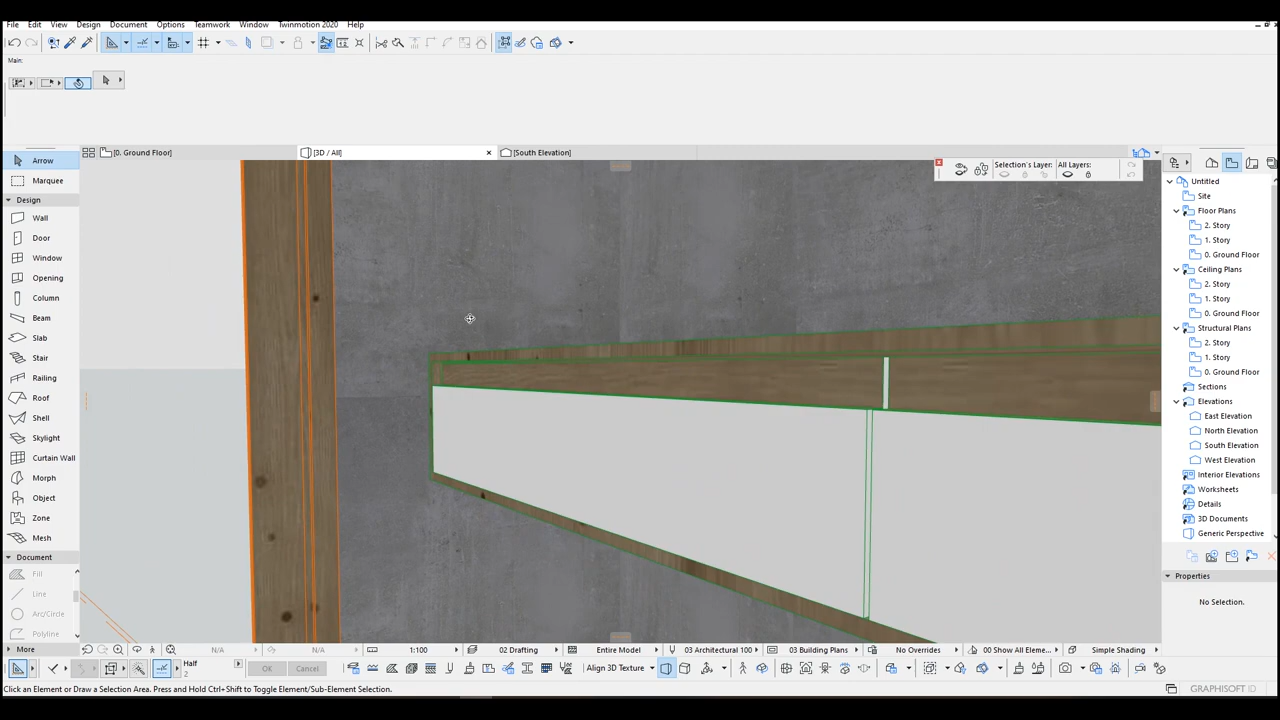 File Edit View Design Document Options Teamwork Window Twinmotion 2020 Help
Main:
[0. Ground Floor] [3D / All] [South Elevation]
Selection's Layer: All Layers:
Arrow
Marquee
Design
Wall
Door
Window
Opening
Column
Beam
Slab
Stair
Railing
Roof
Shell
Skylight
Curtain Wall
Morph
Object
Zone
Mesh
Document
Fill
Line
Arc/Circle
Polyline
More
Untitled
Site
Floor Plans
2. Story
1. Story
0. Ground Floor
Ceiling Plans
2. Story
1. Story
0. Ground Floor
Structural Plans
2. Story
1. Story
0. Ground Floor
Sections
Elevations
East Elevation
North Elevation
South Elevation
West Elevation
Interior Elevations
Worksheets
Details
3D Documents
Generic Perspective
Properties
No Selection.
N/A N/A 1:100 02 Drafting Entire Model 03 Architectural 100 03 Building Plans No Overrides 00 Show All Eleme... Simple Shading
Half
2
OK Cancel Align 3D Texture
Click an Element or Draw a Selection Area. Press and Hold Ctrl+Shift to Toggle Element/Sub-Element Selection.
GRAPHISOFT ID